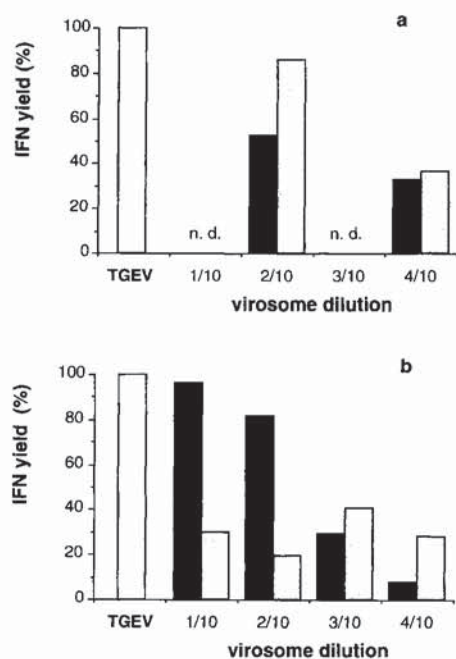 a
IFN yield (%)
100
80
60
40
20
0
n. d.
n. d.
TGEV 1/10 2/10 3/10 4/10
virosome dilution
b
IFN yield (%)
100
80
60
40
20
0
TGEV 1/10 2/10 3/10 4/10
virosome dilution